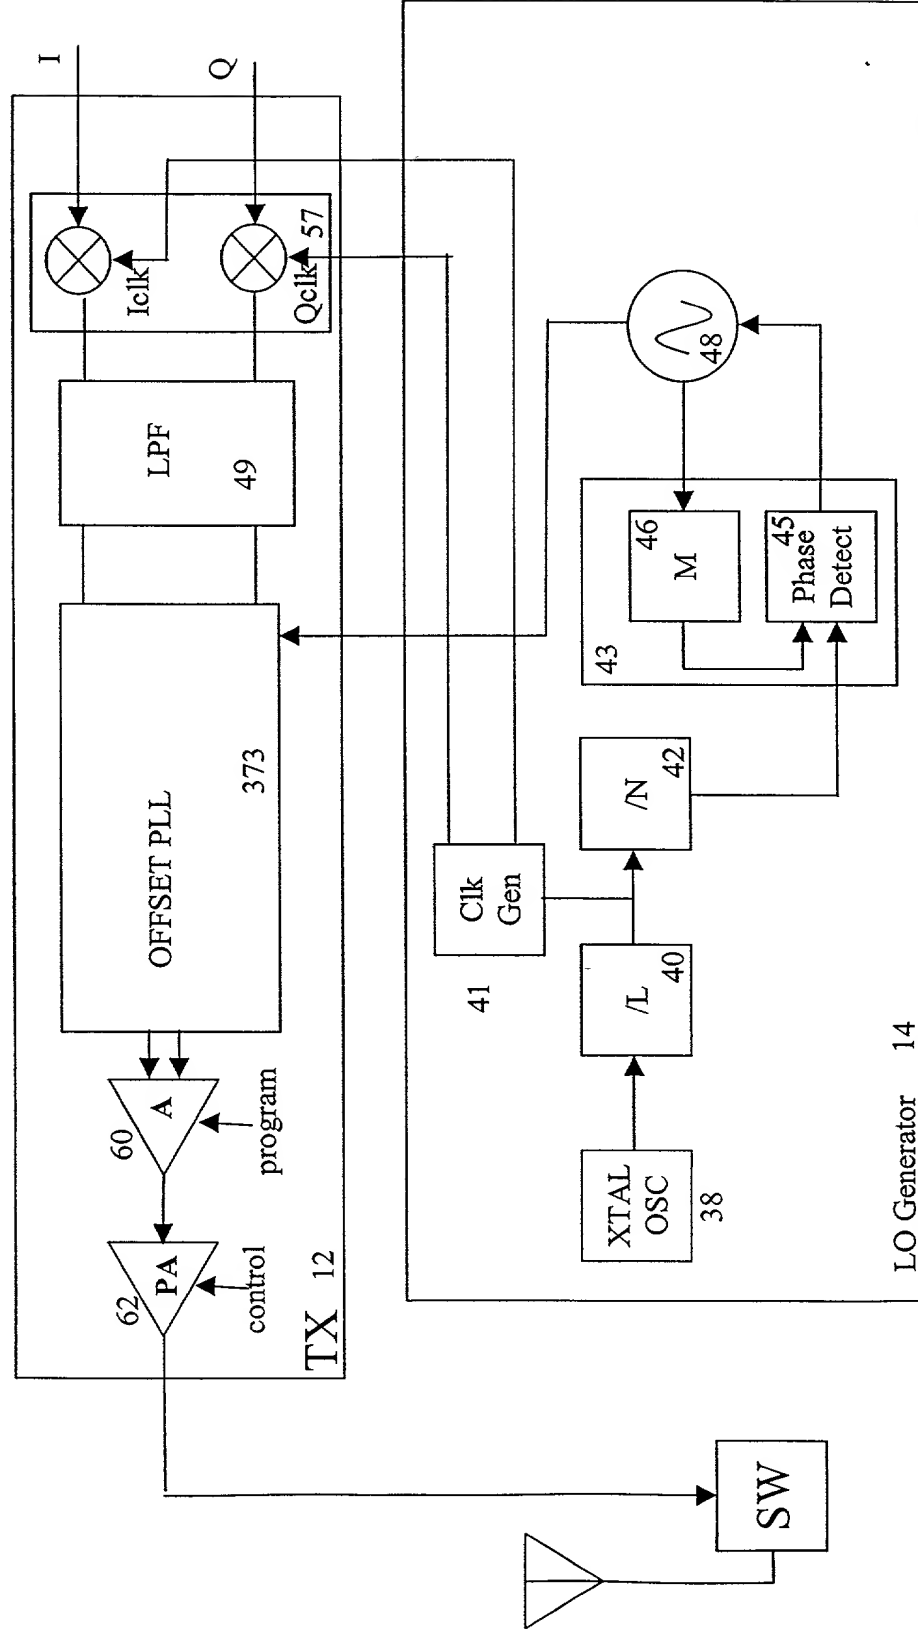 I
Q
Iclk
Qclk
57
LPF
49
OFFSET PLL
373
A
60
program
PA
62
control
TX 12
48
46
M
45
Phase
Detect
43
/N
42
Clk
Gen
41
/L
40
XTAL
OSC
38
LO Generator 14
SW